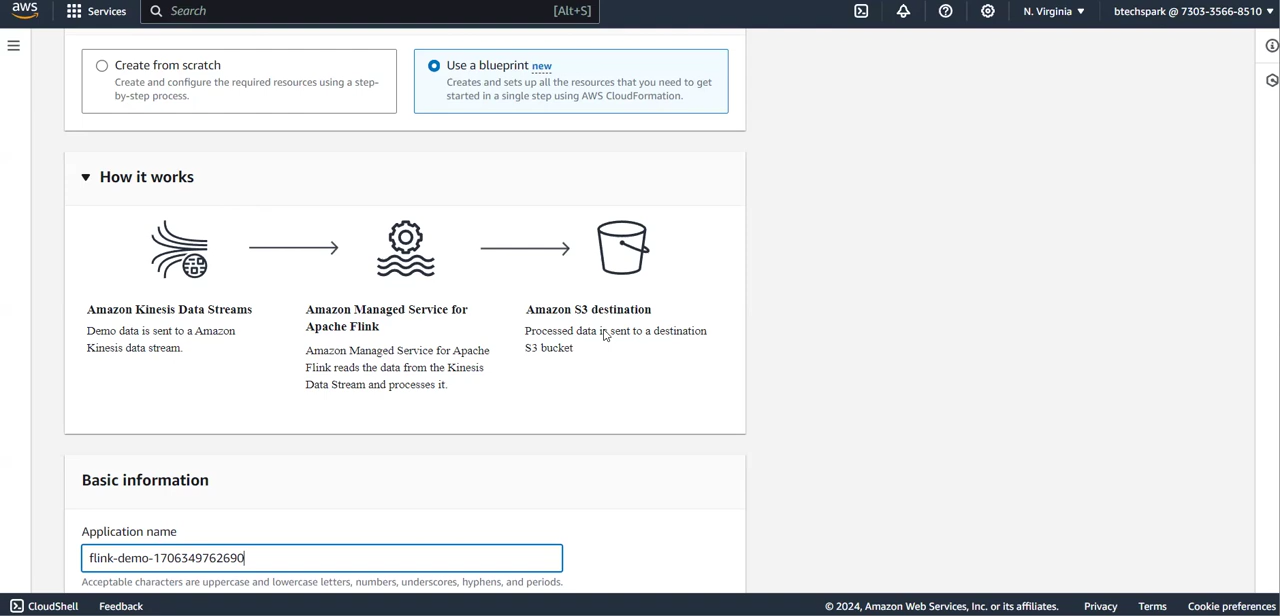 aws
Services
Search
[Alt+S]
N. Virginia
btechspark @ 7303-3566-8510
Create from scratch
Create and configure the required resources using a step-
by-step process.
Use a blueprint new
Creates and sets up all the resources that you need to get
started in a single step using AWS CloudFormation.
How it works
Amazon Kinesis Data Streams
Demo data is sent to a Amazon
Kinesis data stream.
Amazon Managed Service for
Apache Flink
Amazon Managed Service for Apache
Flink reads the data from the Kinesis
Data Stream and processes it.
Amazon S3 destination
Processed data is sent to a destination
S3 bucket
Basic information
Application name
flink-demo-1706349762690
Acceptable characters are uppercase and lowercase letters, numbers, underscores, hyphens, and periods.
CloudShell
Feedback
© 2024, Amazon Web Services, Inc. or its affiliates.
Privacy
Terms
Cookie preferences